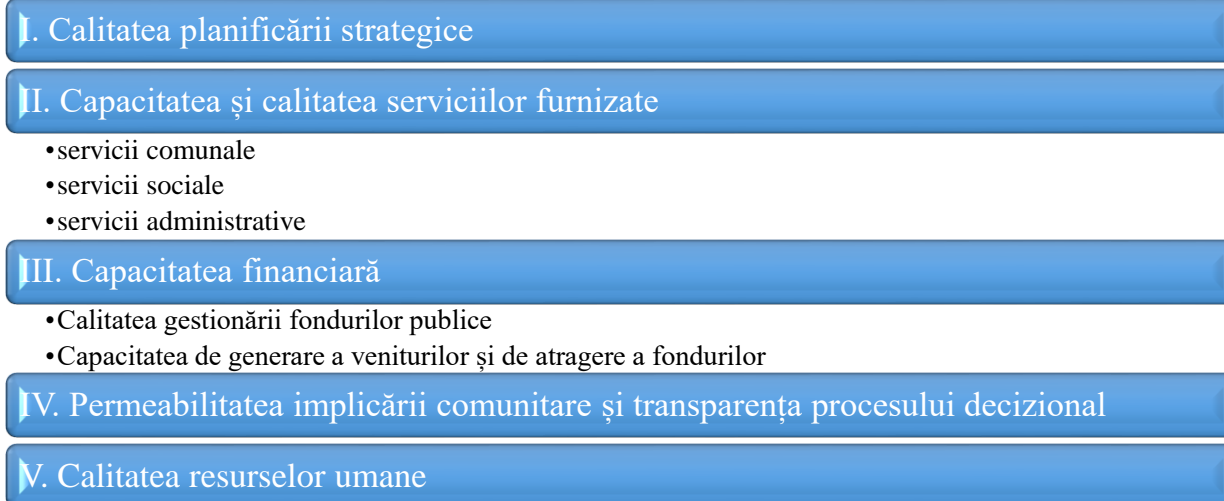 I. Calitatea planificării strategice
II. Capacitatea și calitatea serviciilor furnizate
•servicii comunale
•servicii sociale
•servicii administrative
III. Capacitatea financiară
•Calitatea gestionării fondurilor publice
•Capacitatea de generare a veniturilor și de atragere a fondurilor
IV. Permeabilitatea implicării comunitare și transparența procesului decizional
V. Calitatea resurselor umane